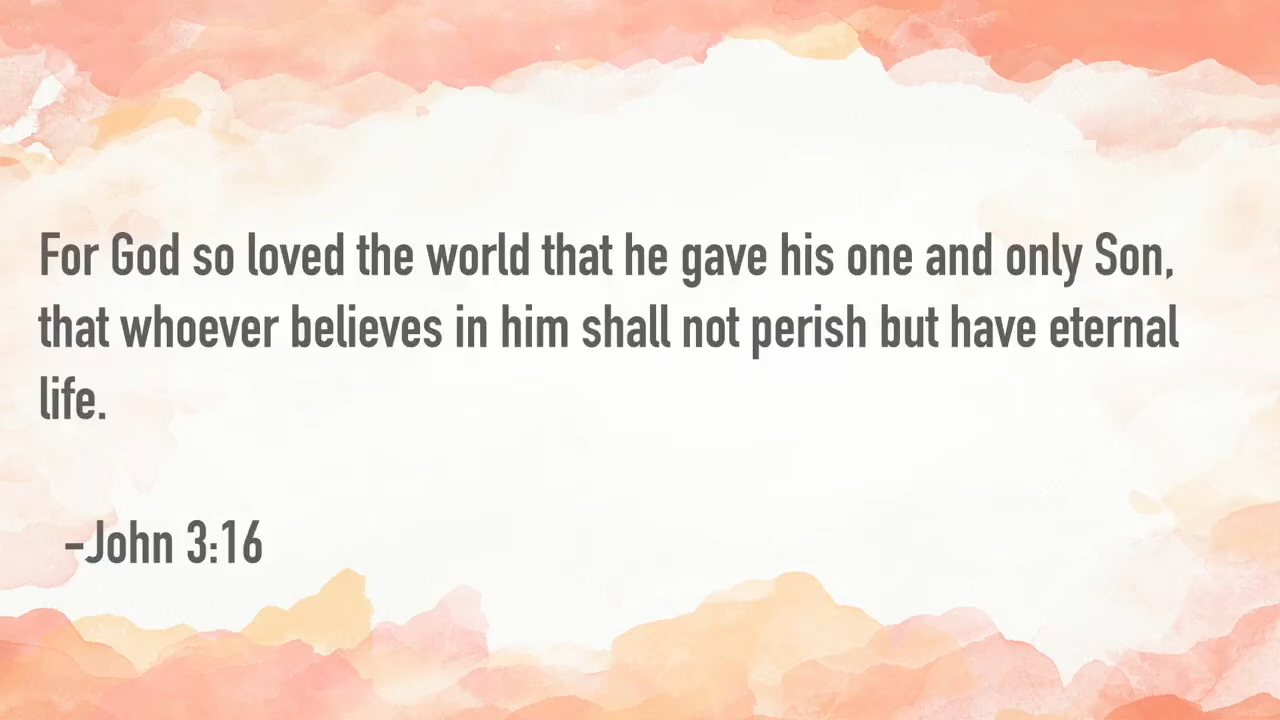 For God so loved the world that he gave his one and only Son,
that whoever believes in him shall not perish but have eternal
life.
-John 3:16